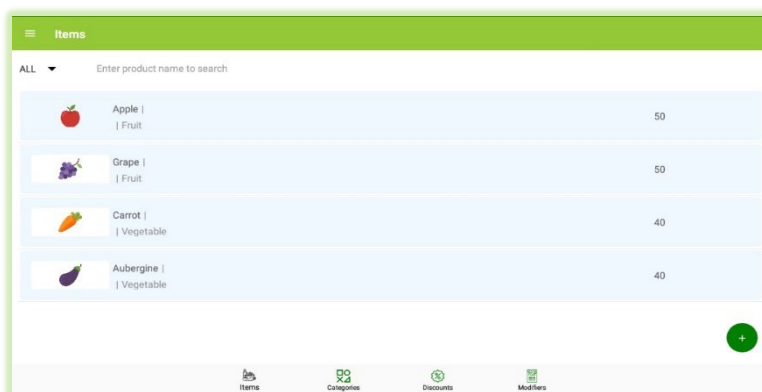 Items
ALL Enter product name to search
Apple |
| Fruit
50
Grape |
| Fruit
50
Carrot |
| Vegetable
40
Aubergine |
| Vegetable
40
+
Items Categories Discounts Modifiers